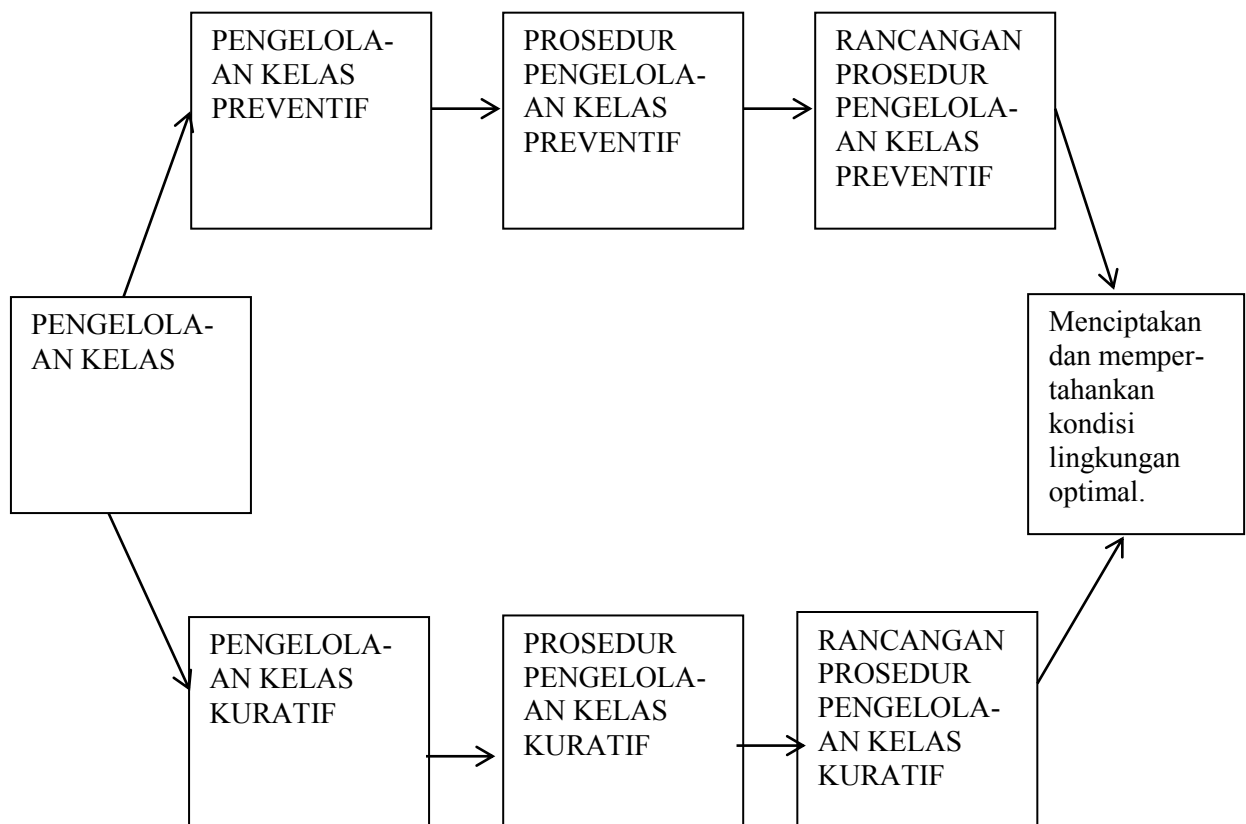 PENGELOLA-
AN KELAS
PREVENTIF
PROSEDUR
PENGELOLA-
AN KELAS
PREVENTIF
RANCANGAN
PROSEDUR
PENGELOLA-
AN KELAS
PREVENTIF
PENGELOLA-
AN KELAS
Menciptakan
dan memper-
tahankan
kondisi
lingkungan
optimal.
PENGELOLA-
AN KELAS
KURATIF
PROSEDUR
PENGELOLA-
AN KELAS
KURATIF
RANCANGAN
PROSEDUR
PENGELOLA-
AN KELAS
KURATIF